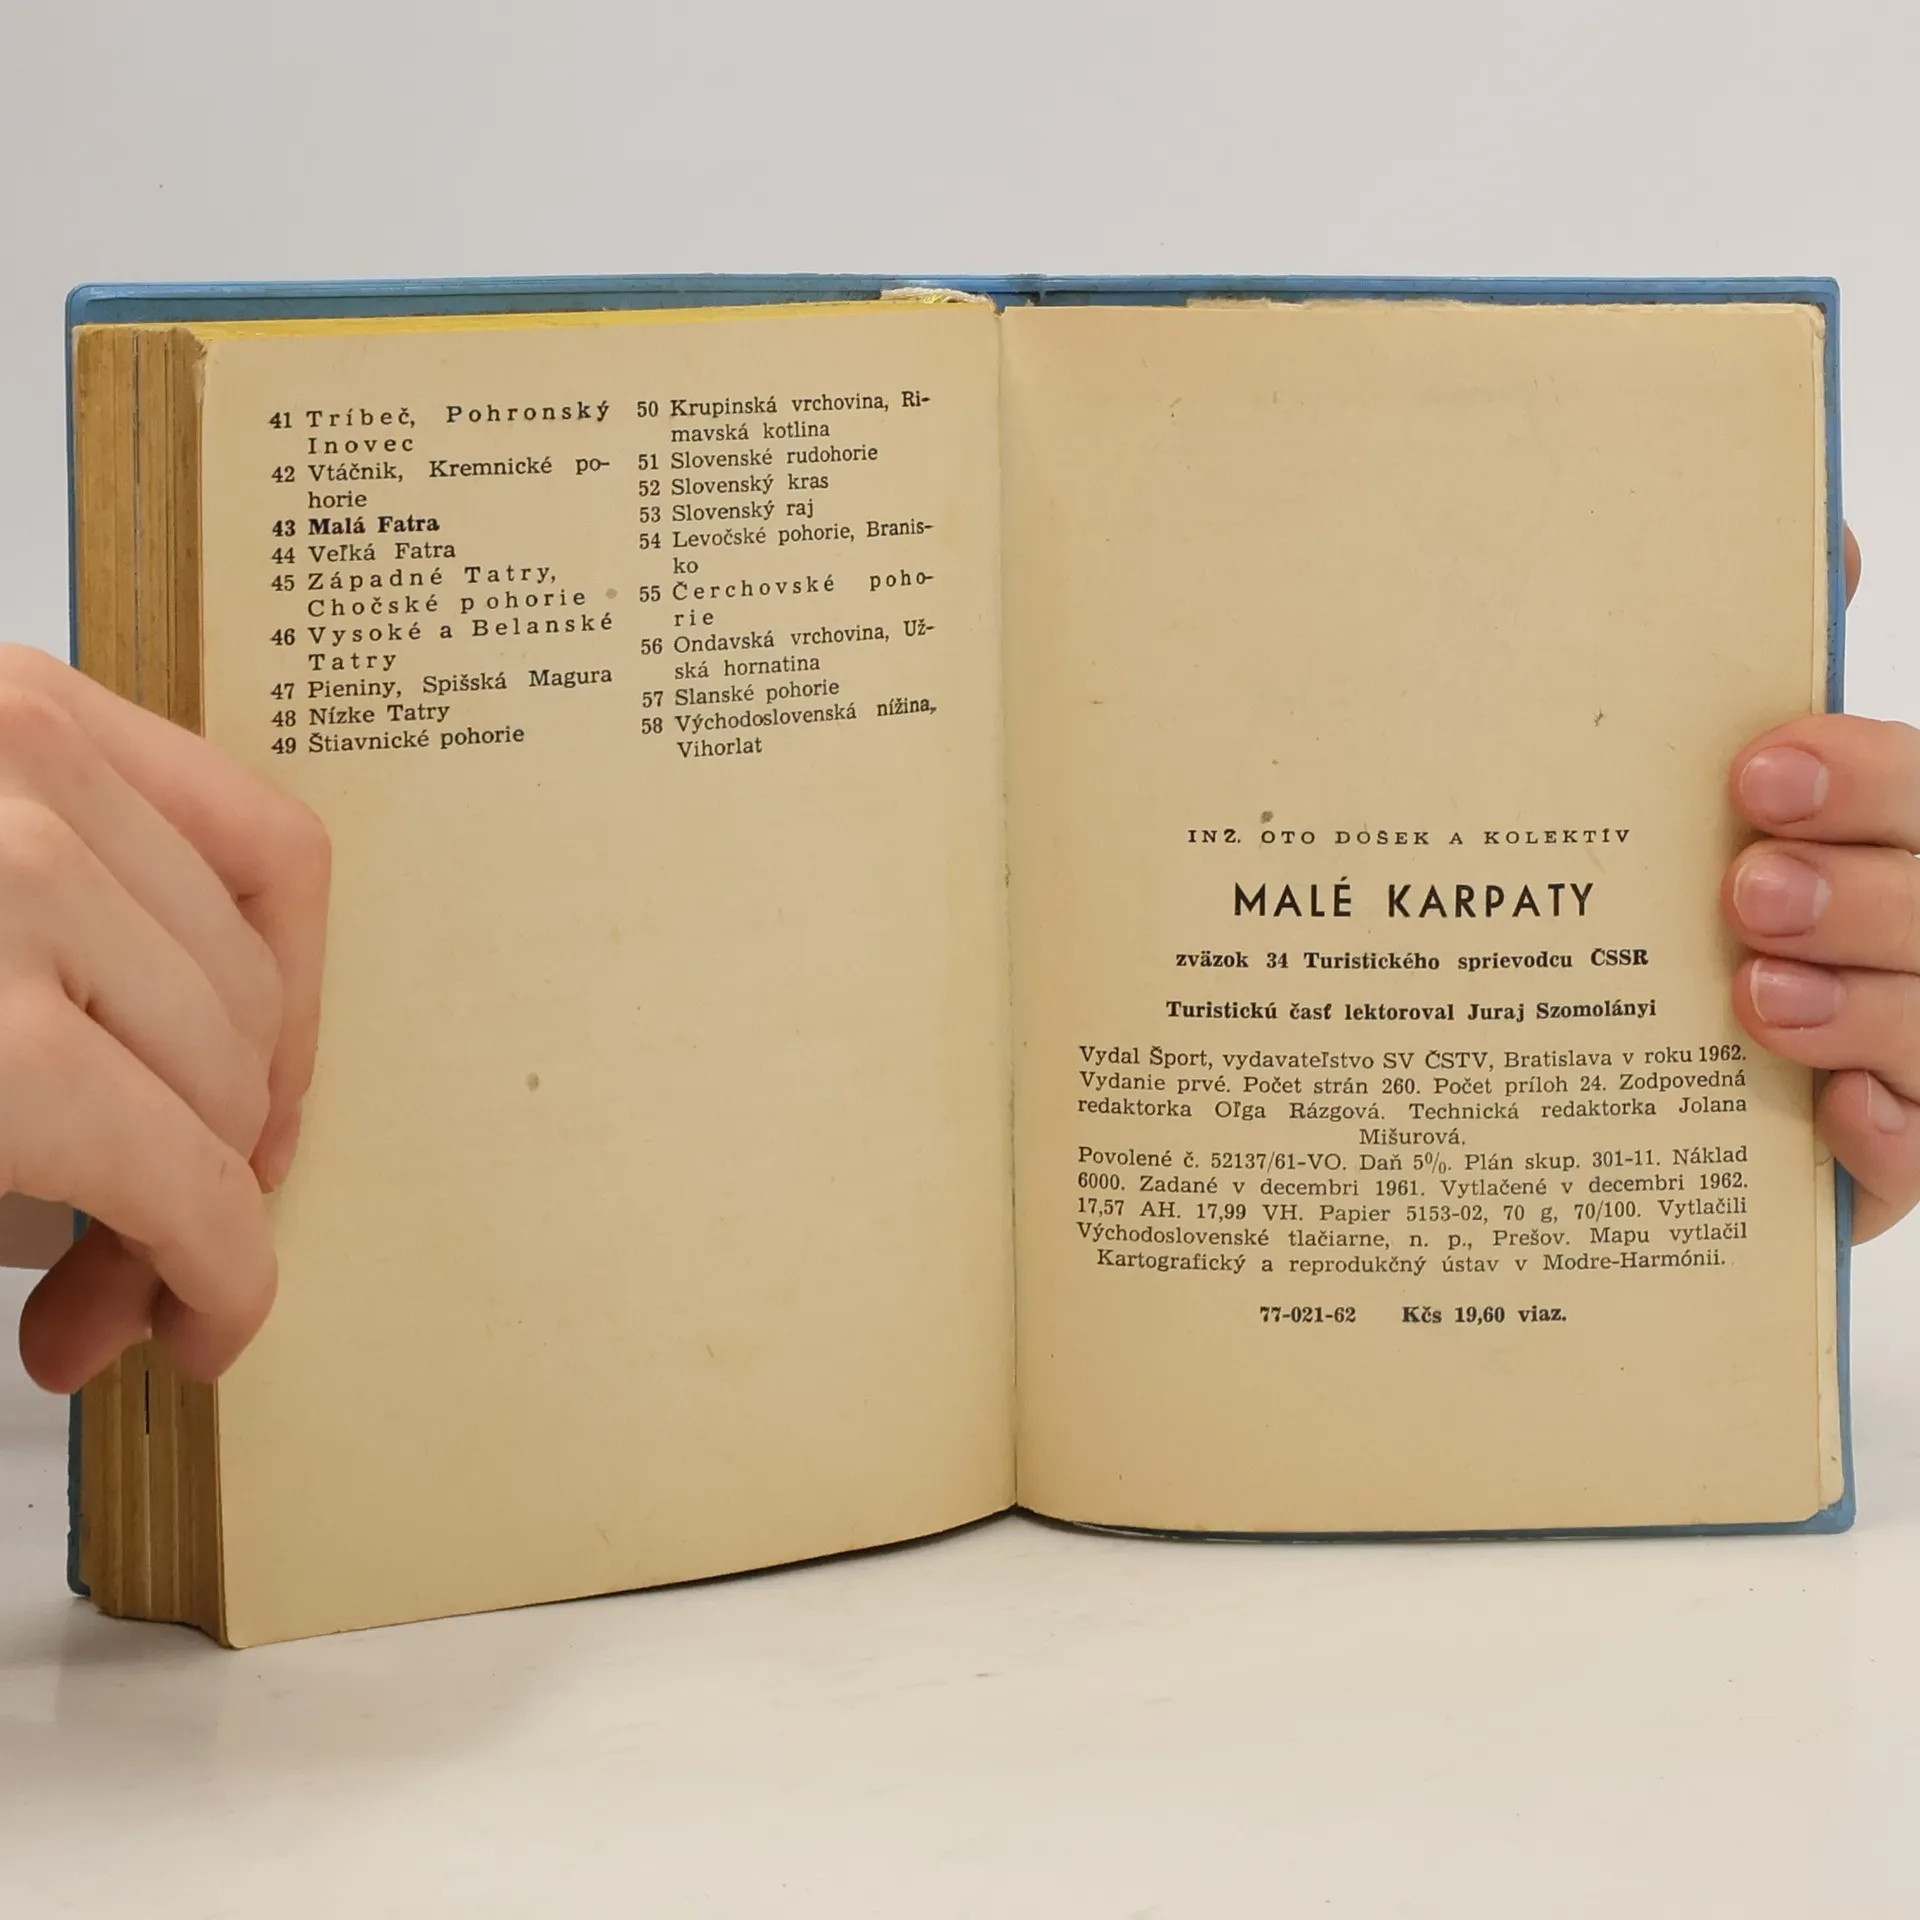 41 Tríbeč, Pohronský
Inovec
42 Vtáčnik, Kremnické po-
horie
43 Malá Fatra
44 Veľká Fatra
45 Západné Tatry,
Chočské pohorie
46 Vysoké a Belanské
Tatry
47 Pieniny, Spišská Magura
48 Nízke Tatry
49 Štiavnické pohorie
50 Krupinská vrchovina, Ri-
mavská kotlina
51 Slovenské rudohorie
52 Slovenský kras
53 Slovenský raj
54 Levočské pohorie, Branis-
ko
55 Čerchovské poho-
rie
56 Ondavská vrchovina, Už-
ská hornatina
57 Slanské pohorie
58 Východoslovenská nížina,
Vihorlat
INŽ. OTO DOŠEK A KOLEKTÍV
MALÉ KARPATY
zväzok 34 Turistického sprievodcu ČSSR
Turistickú časť lektoroval Juraj Szomolányi
Vydal Šport, vydavateľstvo SV ČSTV, Bratislava v roku 1962.
Vydanie prvé. Počet strán 260. Počet príloh 24. Zodpovedná
redaktorka Oľga Rázgová. Technická redaktorka Jolana
Mišurová.
Povolené č. 52137/61-VO. Daň 5%. Plán skup. 301-11. Náklad
6000. Zadané v decembri 1961. Vytlačené v decembri 1962.
17,57 AH. 17,99 VH. Papier 5153-02, 70 g, 70/100. Vytlačili
Východoslovenské tlačiarne, n. p., Prešov. Mapu vytlačil
Kartografický a reprodukčný ústav v Modre-Harmónii.
77-021-62 Kčs 19,60 viaz.